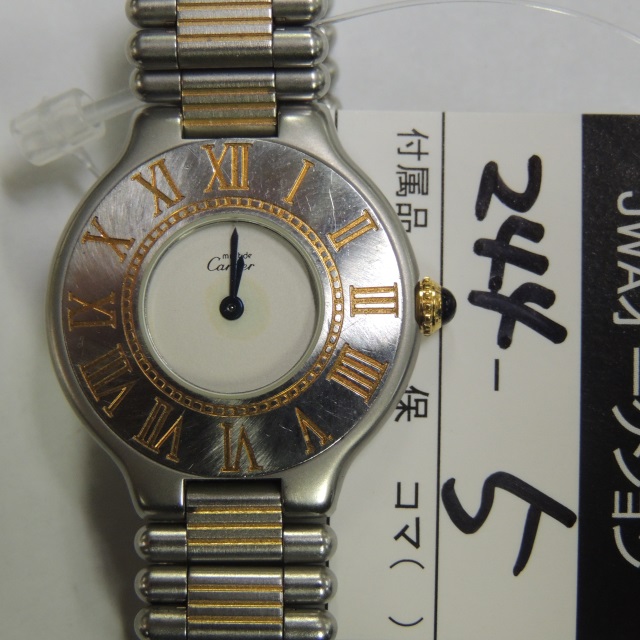 XII
I
II
III
IIII
V
VI
VII
VIII
IX
X
XI
must de
Cartier
付属品
保
コマ( )
244-
5